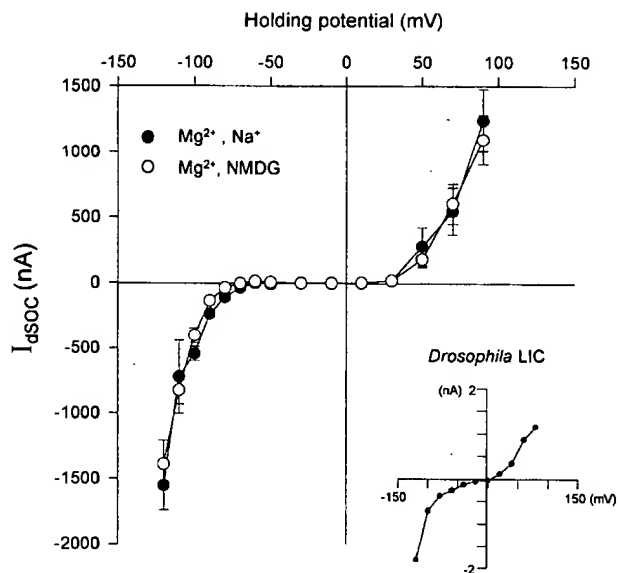 Holding potential (mV)
-150 -100 -50 0 50 100 150
1500
1000
500
0
-500
-1000
-1500
-2000
I dSOC (nA)
Mg²⁺, Na⁺
Mg²⁺, NMDG
Drosophila LIC
(nA) 2
-150 150 (mV)
-2